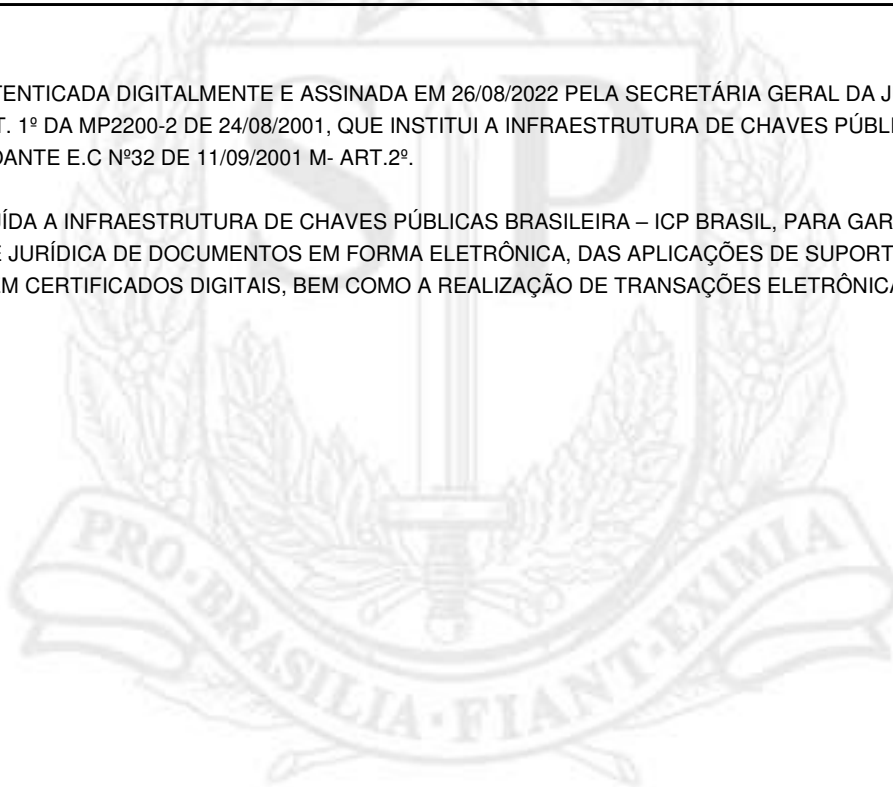 TENTICADA DIGITALMENTE E ASSINADA EM 26/08/2022 PELA SECRETÁRIA GERAL DA J
T. 1º DA MP2200-2 DE 24/08/2001, QUE INSTITUI A INFRAESTRUTURA DE CHAVES PÚBL
DANTE E.C Nº32 DE 11/09/2001 M- ART.2º.
ÍDA A INFRAESTRUTURA DE CHAVES PÚBLICAS BRASILEIRA – ICP BRASIL, PARA GAR
E JURÍDICA DE DOCUMENTOS EM FORMA ELETRÔNICA, DAS APLICAÇÕES DE SUPORT
EM CERTIFICADOS DIGITAIS, BEM COMO A REALIZAÇÃO DE TRANSAÇÕES ELETRÔNICA
S P
PRO·BRASILIA·FIANT·EXIMIA